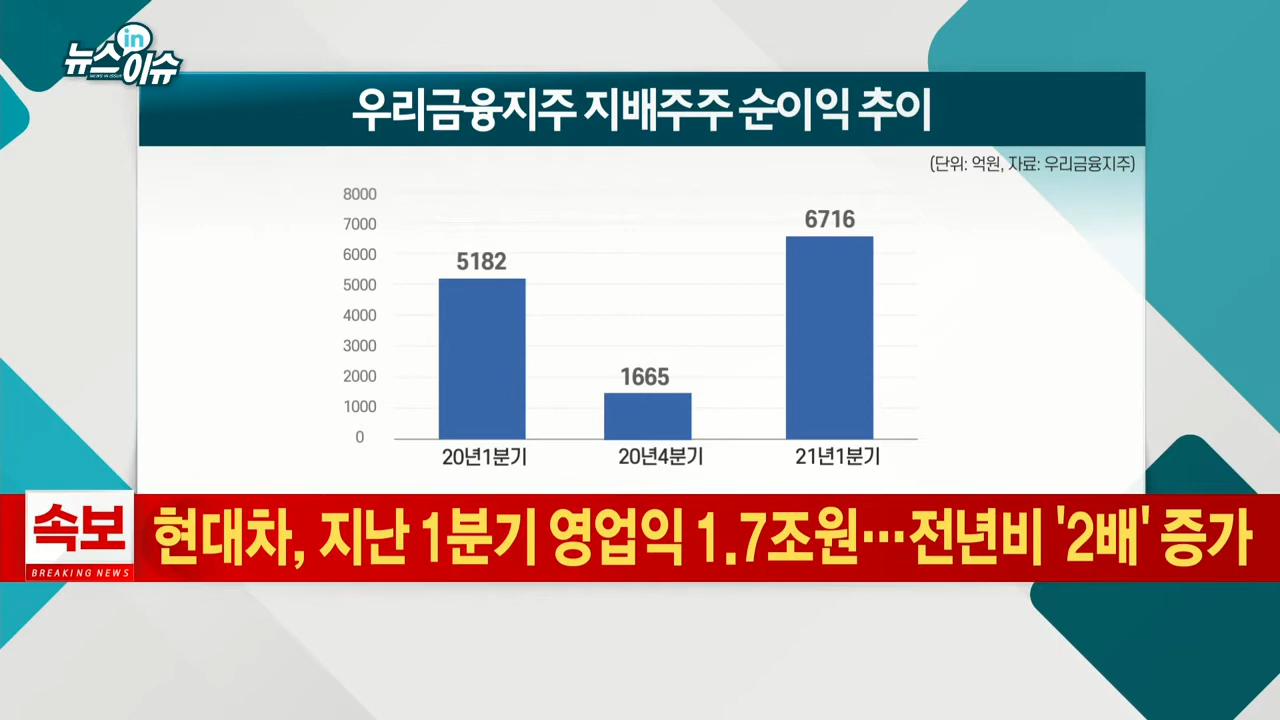 뉴스in이슈
NEWS IN ISSUE
우리금융지주 지배주주 순이익 추이
(단위: 억원, 자료: 우리금융지주)
8000
7000
6000
5000
4000
3000
2000
1000
0
5182
1665
6716
20년1분기
20년4분기
21년1분기
속보
BREAKING NEWS
현대차, 지난 1분기 영업익 1.7조원…전년비 '2배' 증가